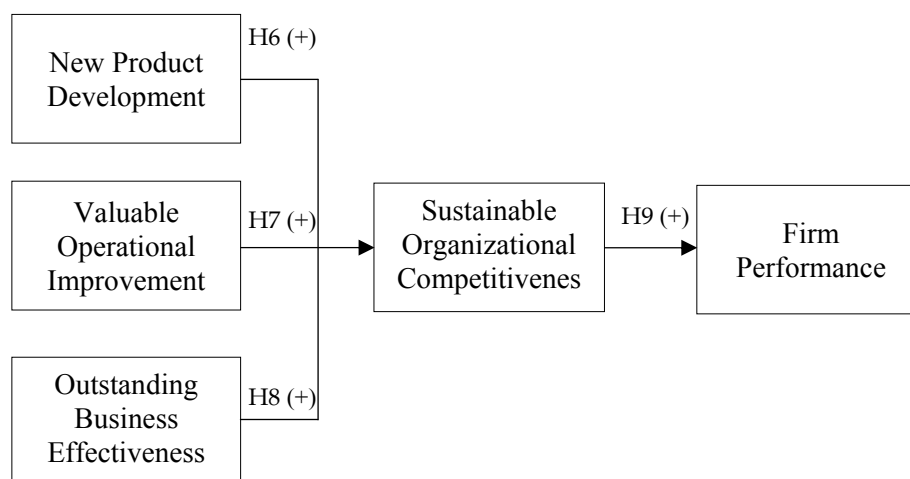 H6 (+)
New Product
Development
Valuable
Operational
Improvement
H7 (+)
Sustainable
Organizational
Competitivenes
H9 (+)
Firm
Performance
Outstanding
Business
Effectiveness
H8 (+)